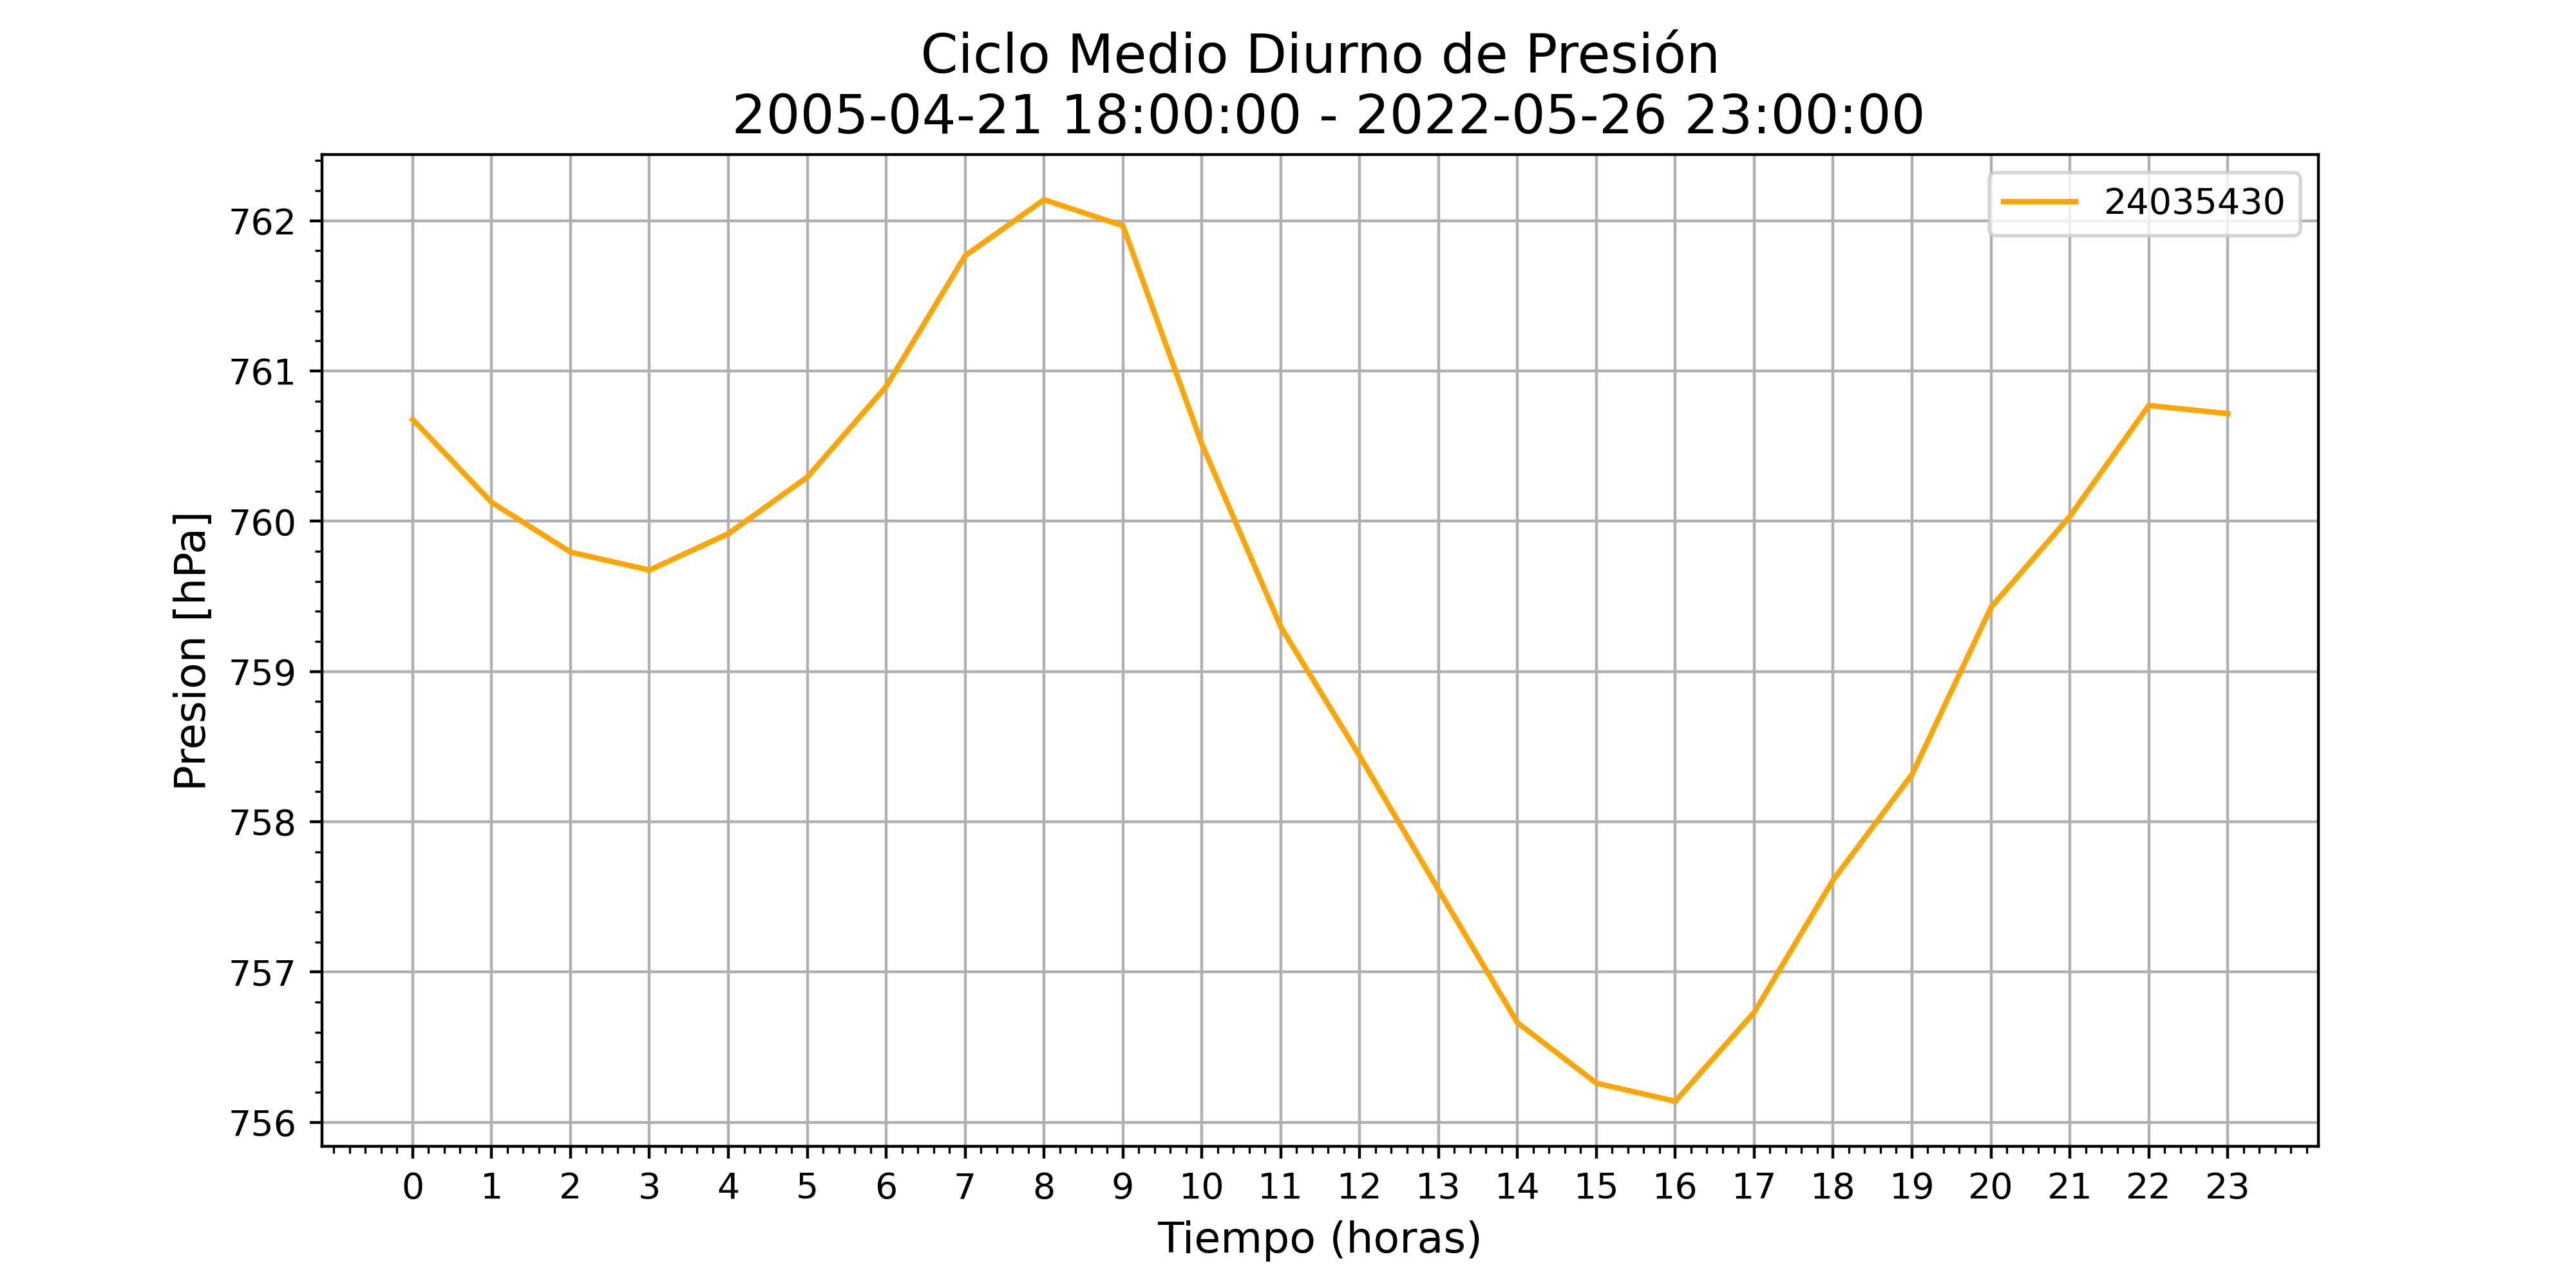 Ciclo Medio Diurno de Presión
2005-04-21 18:00:00 - 2022-05-26 23:00:00
24035430
762
761
760
759
758
757
756
Presion [hPa]
0 1 2 3 4 5 6 7 8 9 10 11 12 13 14 15 16 17 18 19 20 21 22 23
Tiempo (horas)